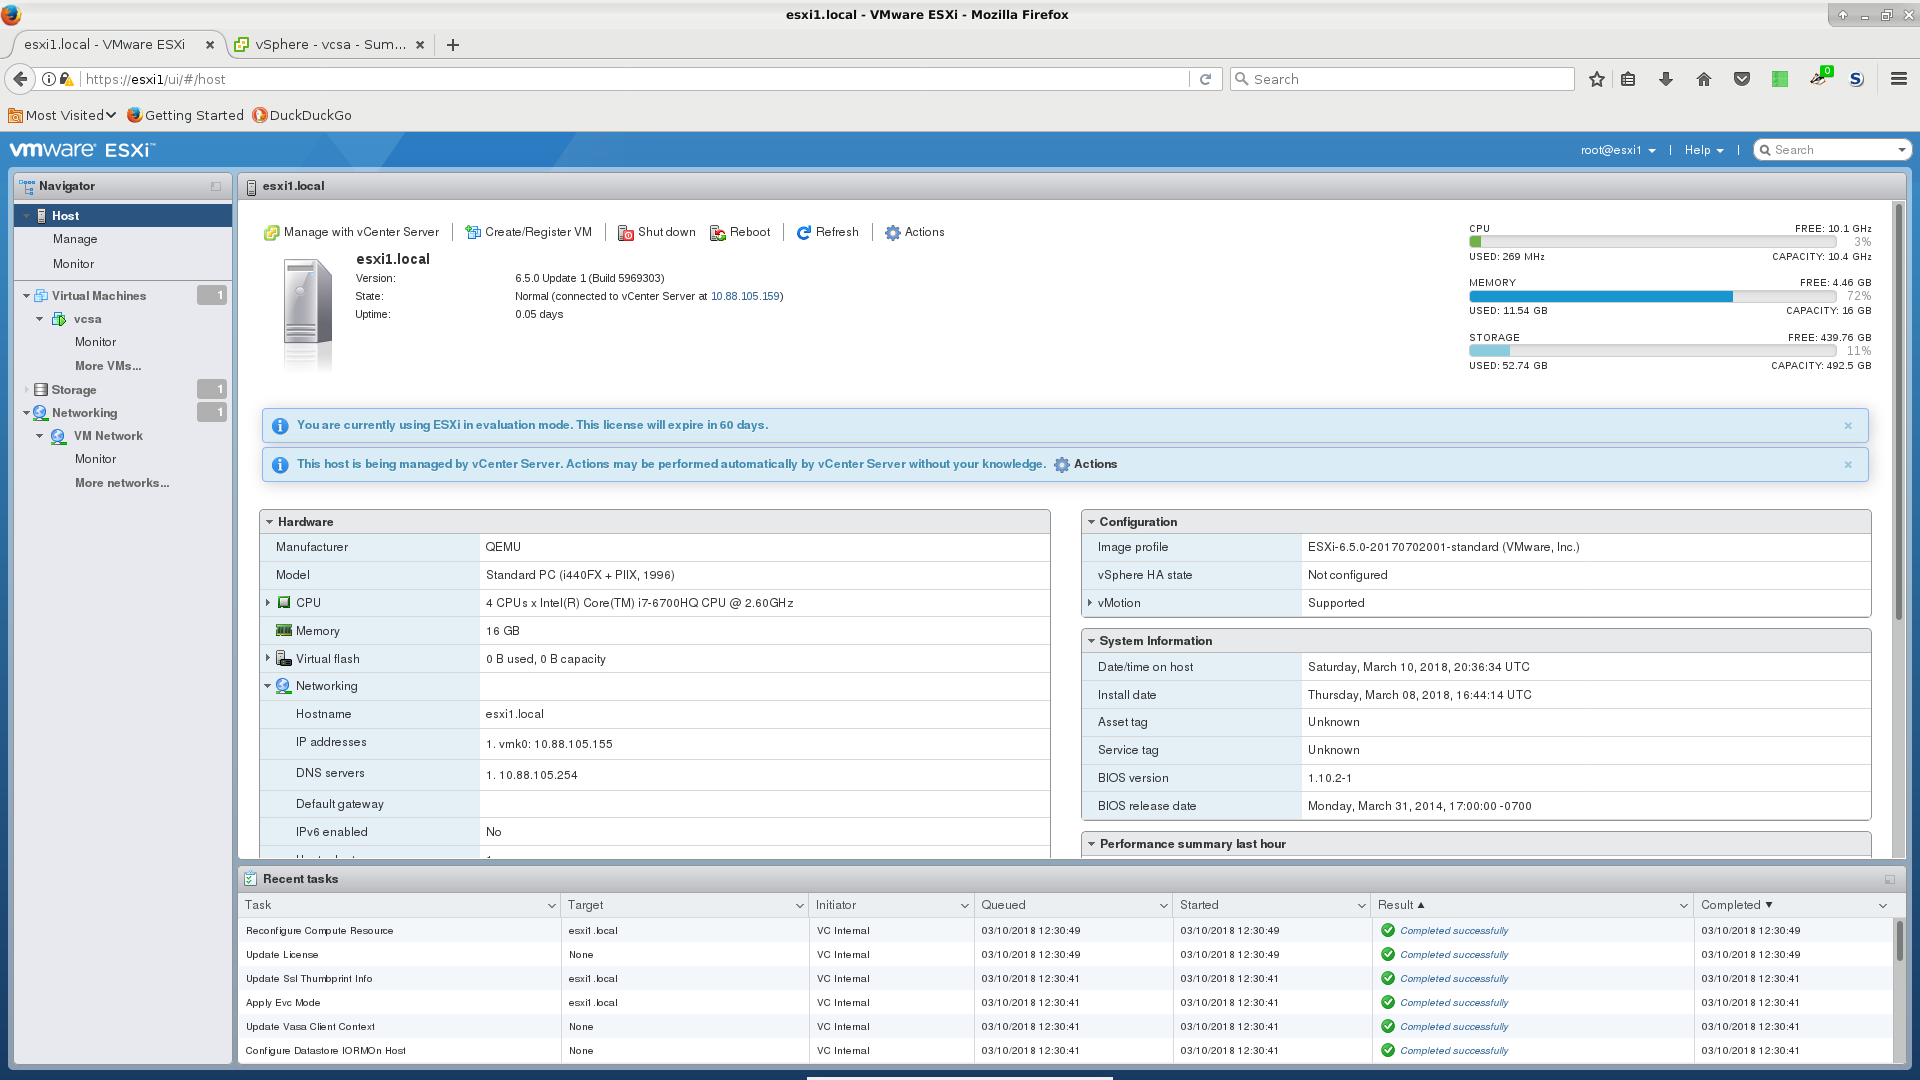 esxi1.local - VMware ESXi - Mozilla Firefox
esxi1.local - VMware ESXi
vSphere - vcsa - Sum...
https://esxi1/ui/#/host
Search
0
Most Visited
Getting Started
DuckDuckGo
vmware ESXi™
root@esxi1
Help
Search
Navigator
Host
Manage
Monitor
Virtual Machines 1
vcsa
Monitor
More VMs...
Storage 1
Networking 1
VM Network
Monitor
More networks...
esxi1.local
Manage with vCenter Server
Create/Register VM
Shut down
Reboot
Refresh
Actions
esxi1.local
Version: 6.5.0 Update 1 (Build 5969303)
State: Normal (connected to vCenter Server at 10.88.105.159)
Uptime: 0.05 days
CPU FREE: 10.1 GHz
3%
USED: 269 MHz CAPACITY: 10.4 GHz
MEMORY FREE: 4.46 GB
72%
USED: 11.54 GB CAPACITY: 16 GB
STORAGE FREE: 439.76 GB
11%
USED: 52.74 GB CAPACITY: 492.5 GB
You are currently using ESXi in evaluation mode. This license will expire in 60 days.
This host is being managed by vCenter Server. Actions may be performed automatically by vCenter Server without your knowledge. Actions
Hardware
Manufacturer QEMU
Model Standard PC (i440FX + PIIX, 1996)
CPU 4 CPUs x Intel(R) Core(TM) i7-6700HQ CPU @ 2.60GHz
Memory 16 GB
Virtual flash 0 B used, 0 B capacity
Networking
Hostname esxi1.local
IP addresses 1. vmk0: 10.88.105.155
DNS servers 1. 10.88.105.254
Default gateway
IPv6 enabled No
Configuration
Image profile ESXi-6.5.0-20170702001-standard (VMware, Inc.)
vSphere HA state Not configured
vMotion Supported
System Information
Date/time on host Saturday, March 10, 2018, 20:36:34 UTC
Install date Thursday, March 08, 2018, 16:44:14 UTC
Asset tag Unknown
Service tag Unknown
BIOS version 1.10.2-1
BIOS release date Monday, March 31, 2014, 17:00:00 -0700
Performance summary last hour
Recent tasks
Task Target Initiator Queued Started Result Completed
Reconfigure Compute Resource esxi1.local VC Internal 03/10/2018 12:30:49 03/10/2018 12:30:49 Completed successfully 03/10/2018 12:30:49
Update License None VC Internal 03/10/2018 12:30:49 03/10/2018 12:30:49 Completed successfully 03/10/2018 12:30:49
Update Ssl Thumbprint Info esxi1.local VC Internal 03/10/2018 12:30:41 03/10/2018 12:30:41 Completed successfully 03/10/2018 12:30:41
Apply Evc Mode esxi1.local VC Internal 03/10/2018 12:30:41 03/10/2018 12:30:41 Completed successfully 03/10/2018 12:30:41
Update Vasa Client Context None VC Internal 03/10/2018 12:30:41 03/10/2018 12:30:41 Completed successfully 03/10/2018 12:30:41
Configure Datastore IORMOn Host None VC Internal 03/10/2018 12:30:41 03/10/2018 12:30:41 Completed successfully 03/10/2018 12:30:41